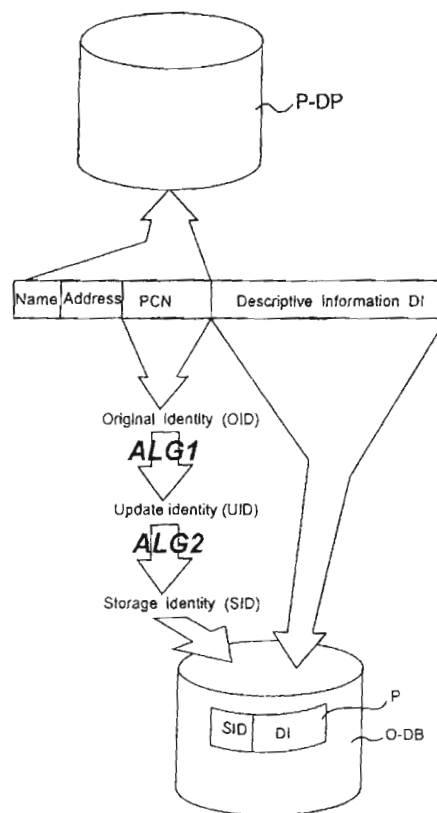 P-DP
Name Address PCN Descriptive Information DI
Original Identity (OID)
ALG1
Update identity (UID)
ALG2
Storage Identity (SID)
P
SID DI
O-DB